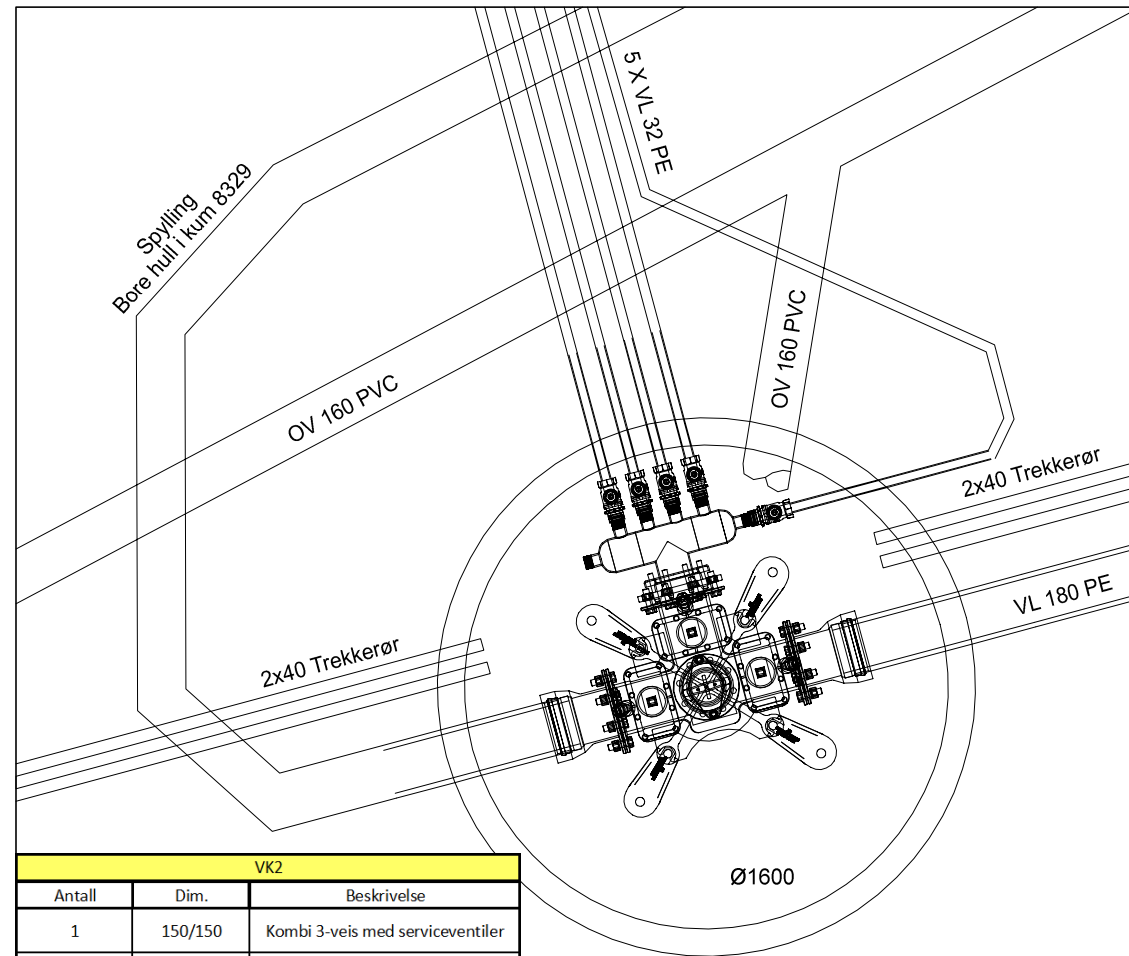 5 X VL 32 PE
Spylling
Bore hull i kum 8329
OV 160 PVC
OV 160 PVC
2x40 Trekkerør
VL 180 PE
2x40 Trekkerør
Ø1600
VK2
Antall Dim. Beskrivelse
1 150/150 Kombi 3-veis med serviceventiler